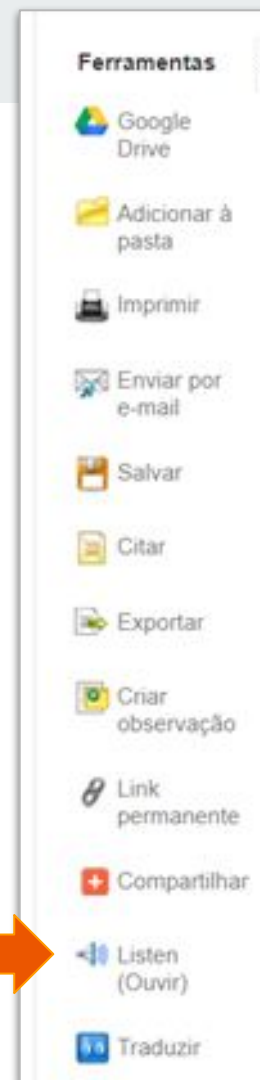 Ferramentas
Google
Drive
Adicionar à
pasta
Imprimir
Enviar por
e-mail
Salvar
Citar
Exportar
Criar
observação
Link
permanente
Compartilhar
Listen
(Ouvir)
Traduzir